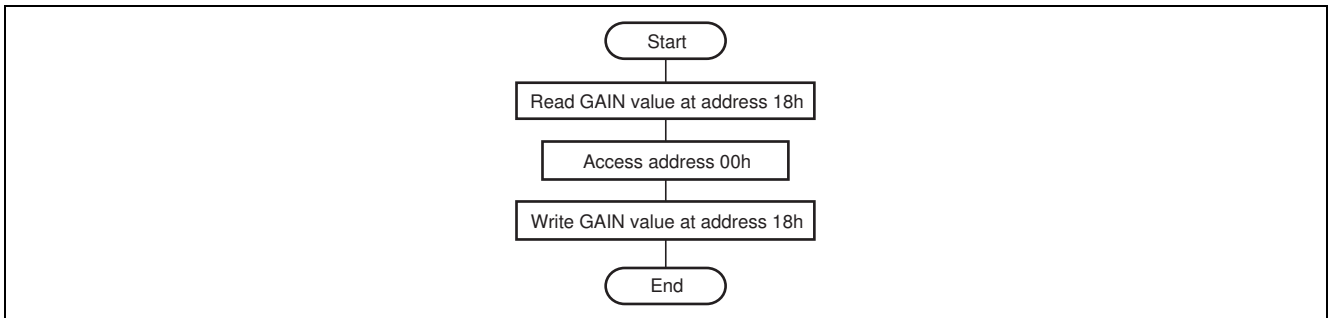 Start
Read GAIN value at address 18h
Access address 00h
Write GAIN value at address 18h
End